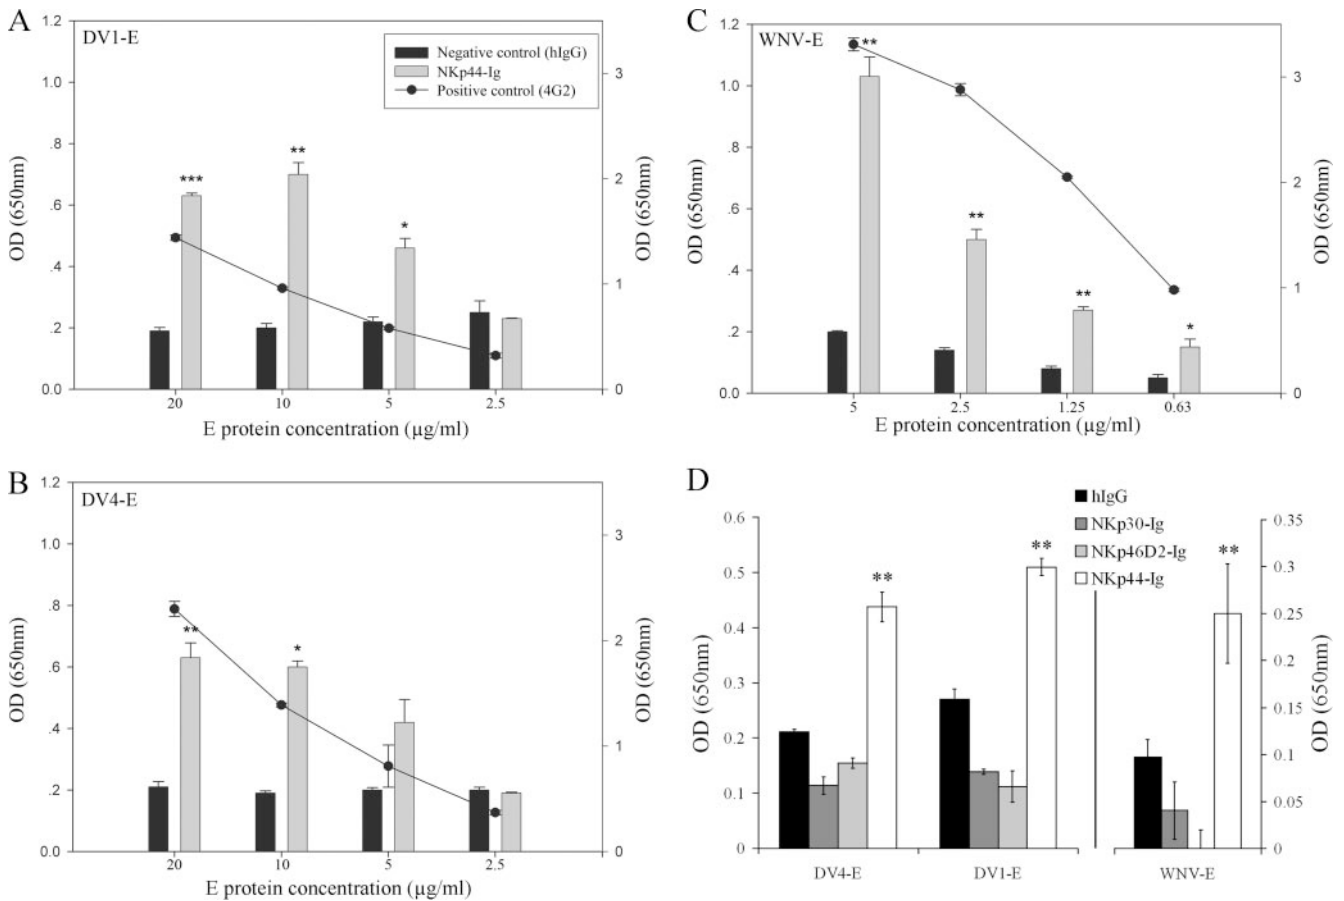 A
DV1-E
Negative control (hIgG)
NKp44-Ig
Positive control (4G2)
1.2
1.0
.8
.6
.4
.2
0.0
OD (650nm)
***
**
*
3
2
1
0
OD (650nm)
20 10 5 2.5
E protein concentration (µg/ml)
C
WNV-E
1.2
1.0
.8
.6
.4
.2
0.0
OD (650nm)
**
**
**
*
3
2
1
0
OD (650nm)
5 2.5 1.25 0.63
E protein concentration (µg/ml)
B
DV4-E
1.2
1.0
.8
.6
.4
.2
0.0
OD (650nm)
**
*
3
2
1
0
OD (650nm)
20 10 5 2.5
E protein concentration (µg/ml)
D
hIgG
NKp30-Ig
NKp46D2-Ig
NKp44-Ig
0.6
0.5
0.4
0.3
0.2
0.1
0
OD (650nm)
**
**
**
0.35
0.3
0.25
0.2
0.15
0.1
0.05
0
OD (650nm)
DV4-E DV1-E WNV-E